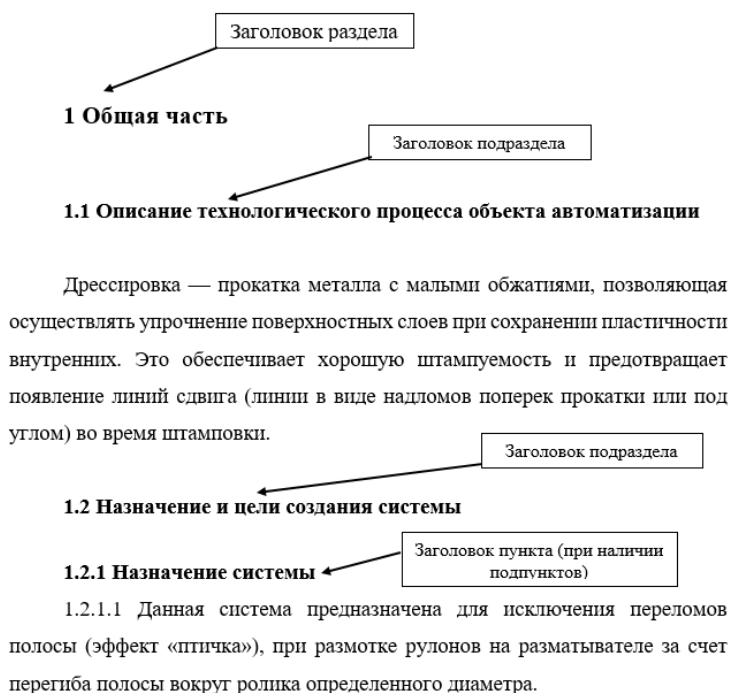 Заголовок раздела
1 Общая часть
Заголовок подраздела
1.1 Описание технологического процесса объекта автоматизации
Дрессировка — прокатка металла с малыми обжатиями, позволяющая
осуществлять упрочнение поверхностных слоев при сохранении пластичности
внутренних. Это обеспечивает хорошую штампуемость и предотвращает
появление линий сдвига (линии в виде надломов поперек прокатки или под
углом) во время штамповки.
Заголовок подраздела
1.2 Назначение и цели создания системы
Заголовок пункта (при наличии
подпунктов)
1.2.1 Назначение системы
1.2.1.1 Данная система предназначена для исключения переломов
полосы (эффект «птичка»), при размотке рулонов на разматывателе за счет
перегиба полосы вокруг ролика определенного диаметра.